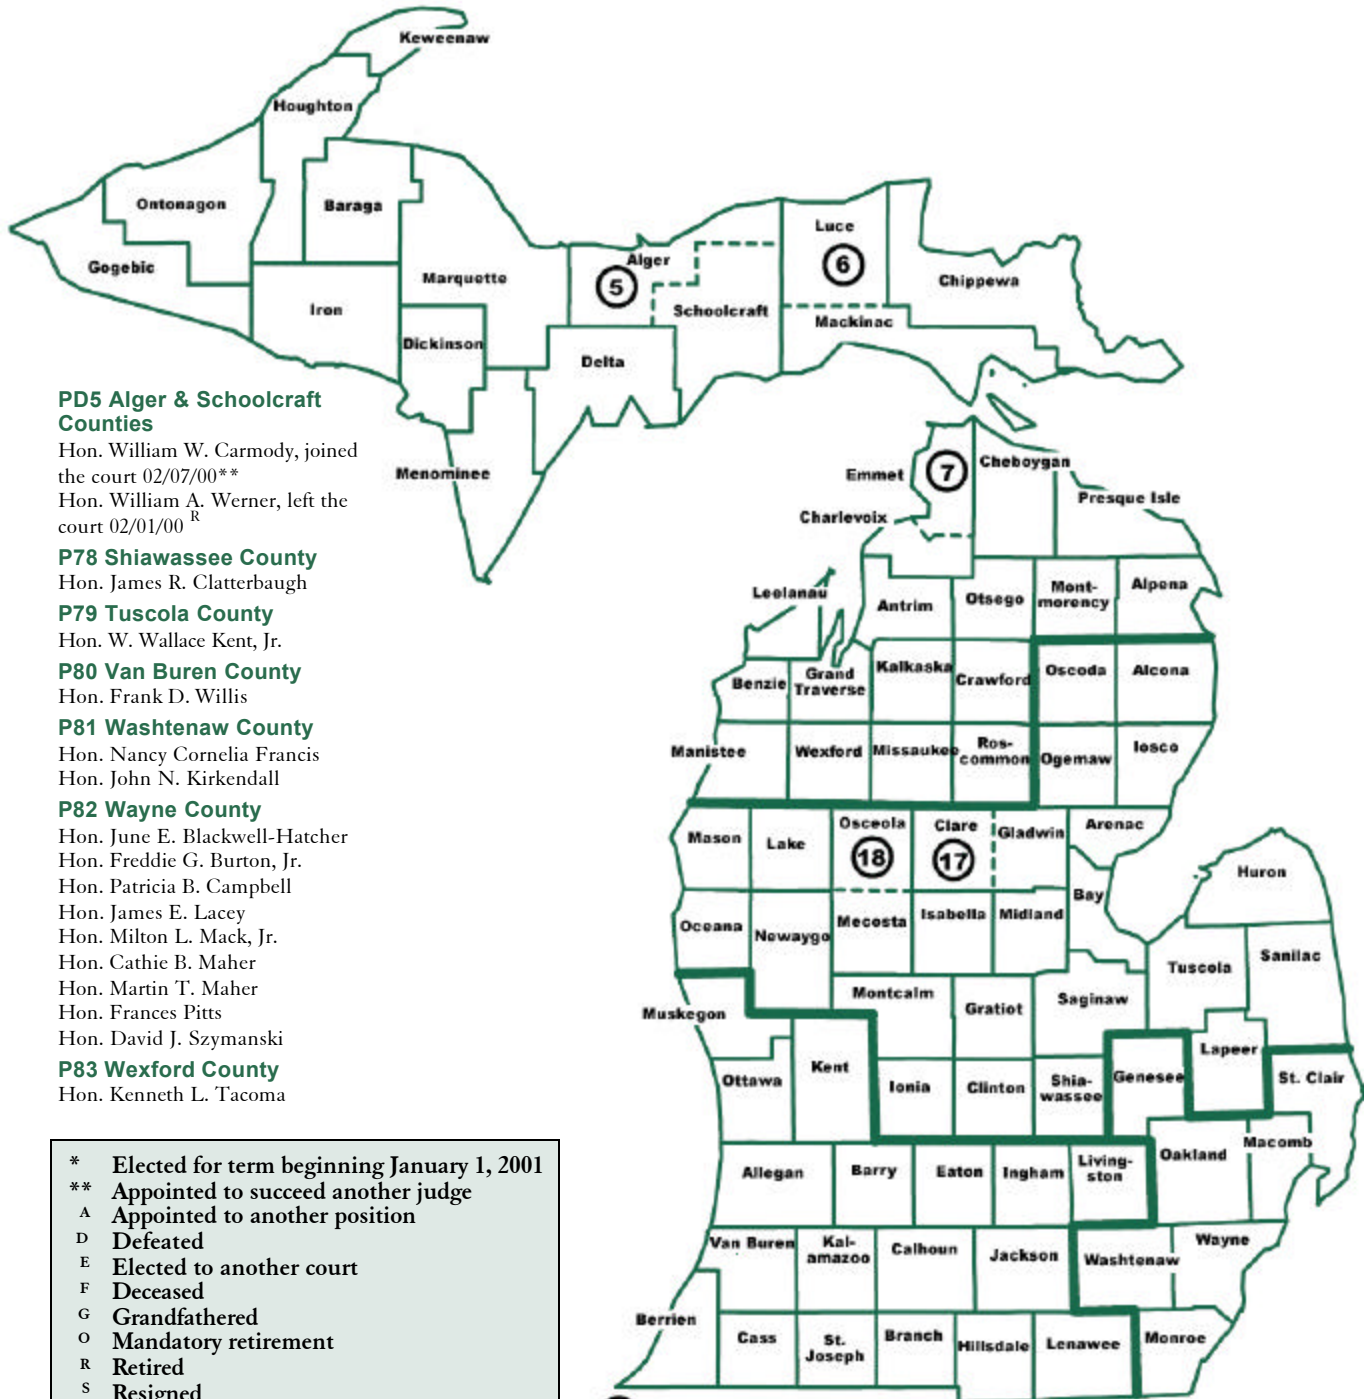 Keweenaw
Houghton
Ontonagon
Baraga
Gogebic
Marquette
Iron
Dickinson
Menominee
Delta
Alger
5
Schoolcraft
Luce
6
Mackinac
Chippewa
PD5 Alger & Schoolcraft
Counties
Hon. William W. Carmody, joined
the court 02/07/00**
Hon. William A. Werner, left the
court 02/01/00 R
P78 Shiawassee County
Hon. James R. Clatterbaugh
P79 Tuscola County
Hon. W. Wallace Kent, Jr.
P80 Van Buren County
Hon. Frank D. Willis
P81 Washtenaw County
Hon. Nancy Cornelia Francis
Hon. John N. Kirkendall
P82 Wayne County
Hon. June E. Blackwell-Hatcher
Hon. Freddie G. Burton, Jr.
Hon. Patricia B. Campbell
Hon. James E. Lacey
Hon. Milton L. Mack, Jr.
Hon. Cathie B. Maher
Hon. Martin T. Maher
Hon. Frances Pitts
Hon. David J. Szymanski
P83 Wexford County
Hon. Kenneth L. Tacoma
* Elected for term beginning January 1, 2001
** Appointed to succeed another judge
A Appointed to another position
D Defeated
E Elected to another court
F Deceased
G Grandfathered
O Mandatory retirement
R Retired
S Resigned
Emmet
7
Cheboygan
Presque Isle
Charlevoix
Leelanau
Antrim
Otsego
Mont-
morency
Alpena
Benzie
Grand
Traverse
Kalkaska
Crawford
Oscoda
Alcona
Manistee
Wexford
Missaukee
Ros-
common
Ogemaw
Iosco
Mason
Lake
Osceola
18
Clare
17
Gladwin
Arenac
Huron
Bay
Oceana
Newaygo
Mecosta
Isabella
Midland
Tuscola
Sanilac
Muskegon
Montcalm
Gratiot
Saginaw
Ottawa
Kent
Ionia
Clinton
Shia-
wassee
Genesee
Lapeer
St. Clair
Allegan
Barry
Eaton
Ingham
Living-
ston
Oakland
Macomb
Van Buren
Kal-
amazoo
Calhoun
Jackson
Washtenaw
Wayne
Berrien
Cass
St.
Joseph
Branch
Hillsdale
Lenawee
Monroe